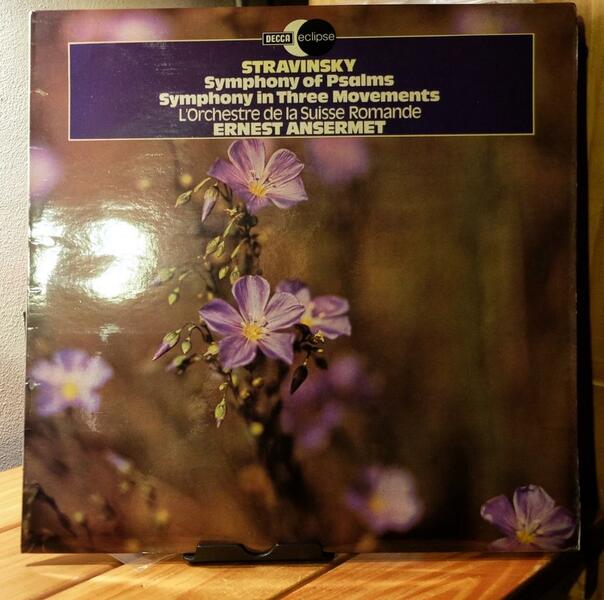 DECCA eclipse
STRAVINSKY
Symphony of Psalms
Symphony in Three Movements
L'Orchestre de la Suisse Romande
ERNEST ANSERMET